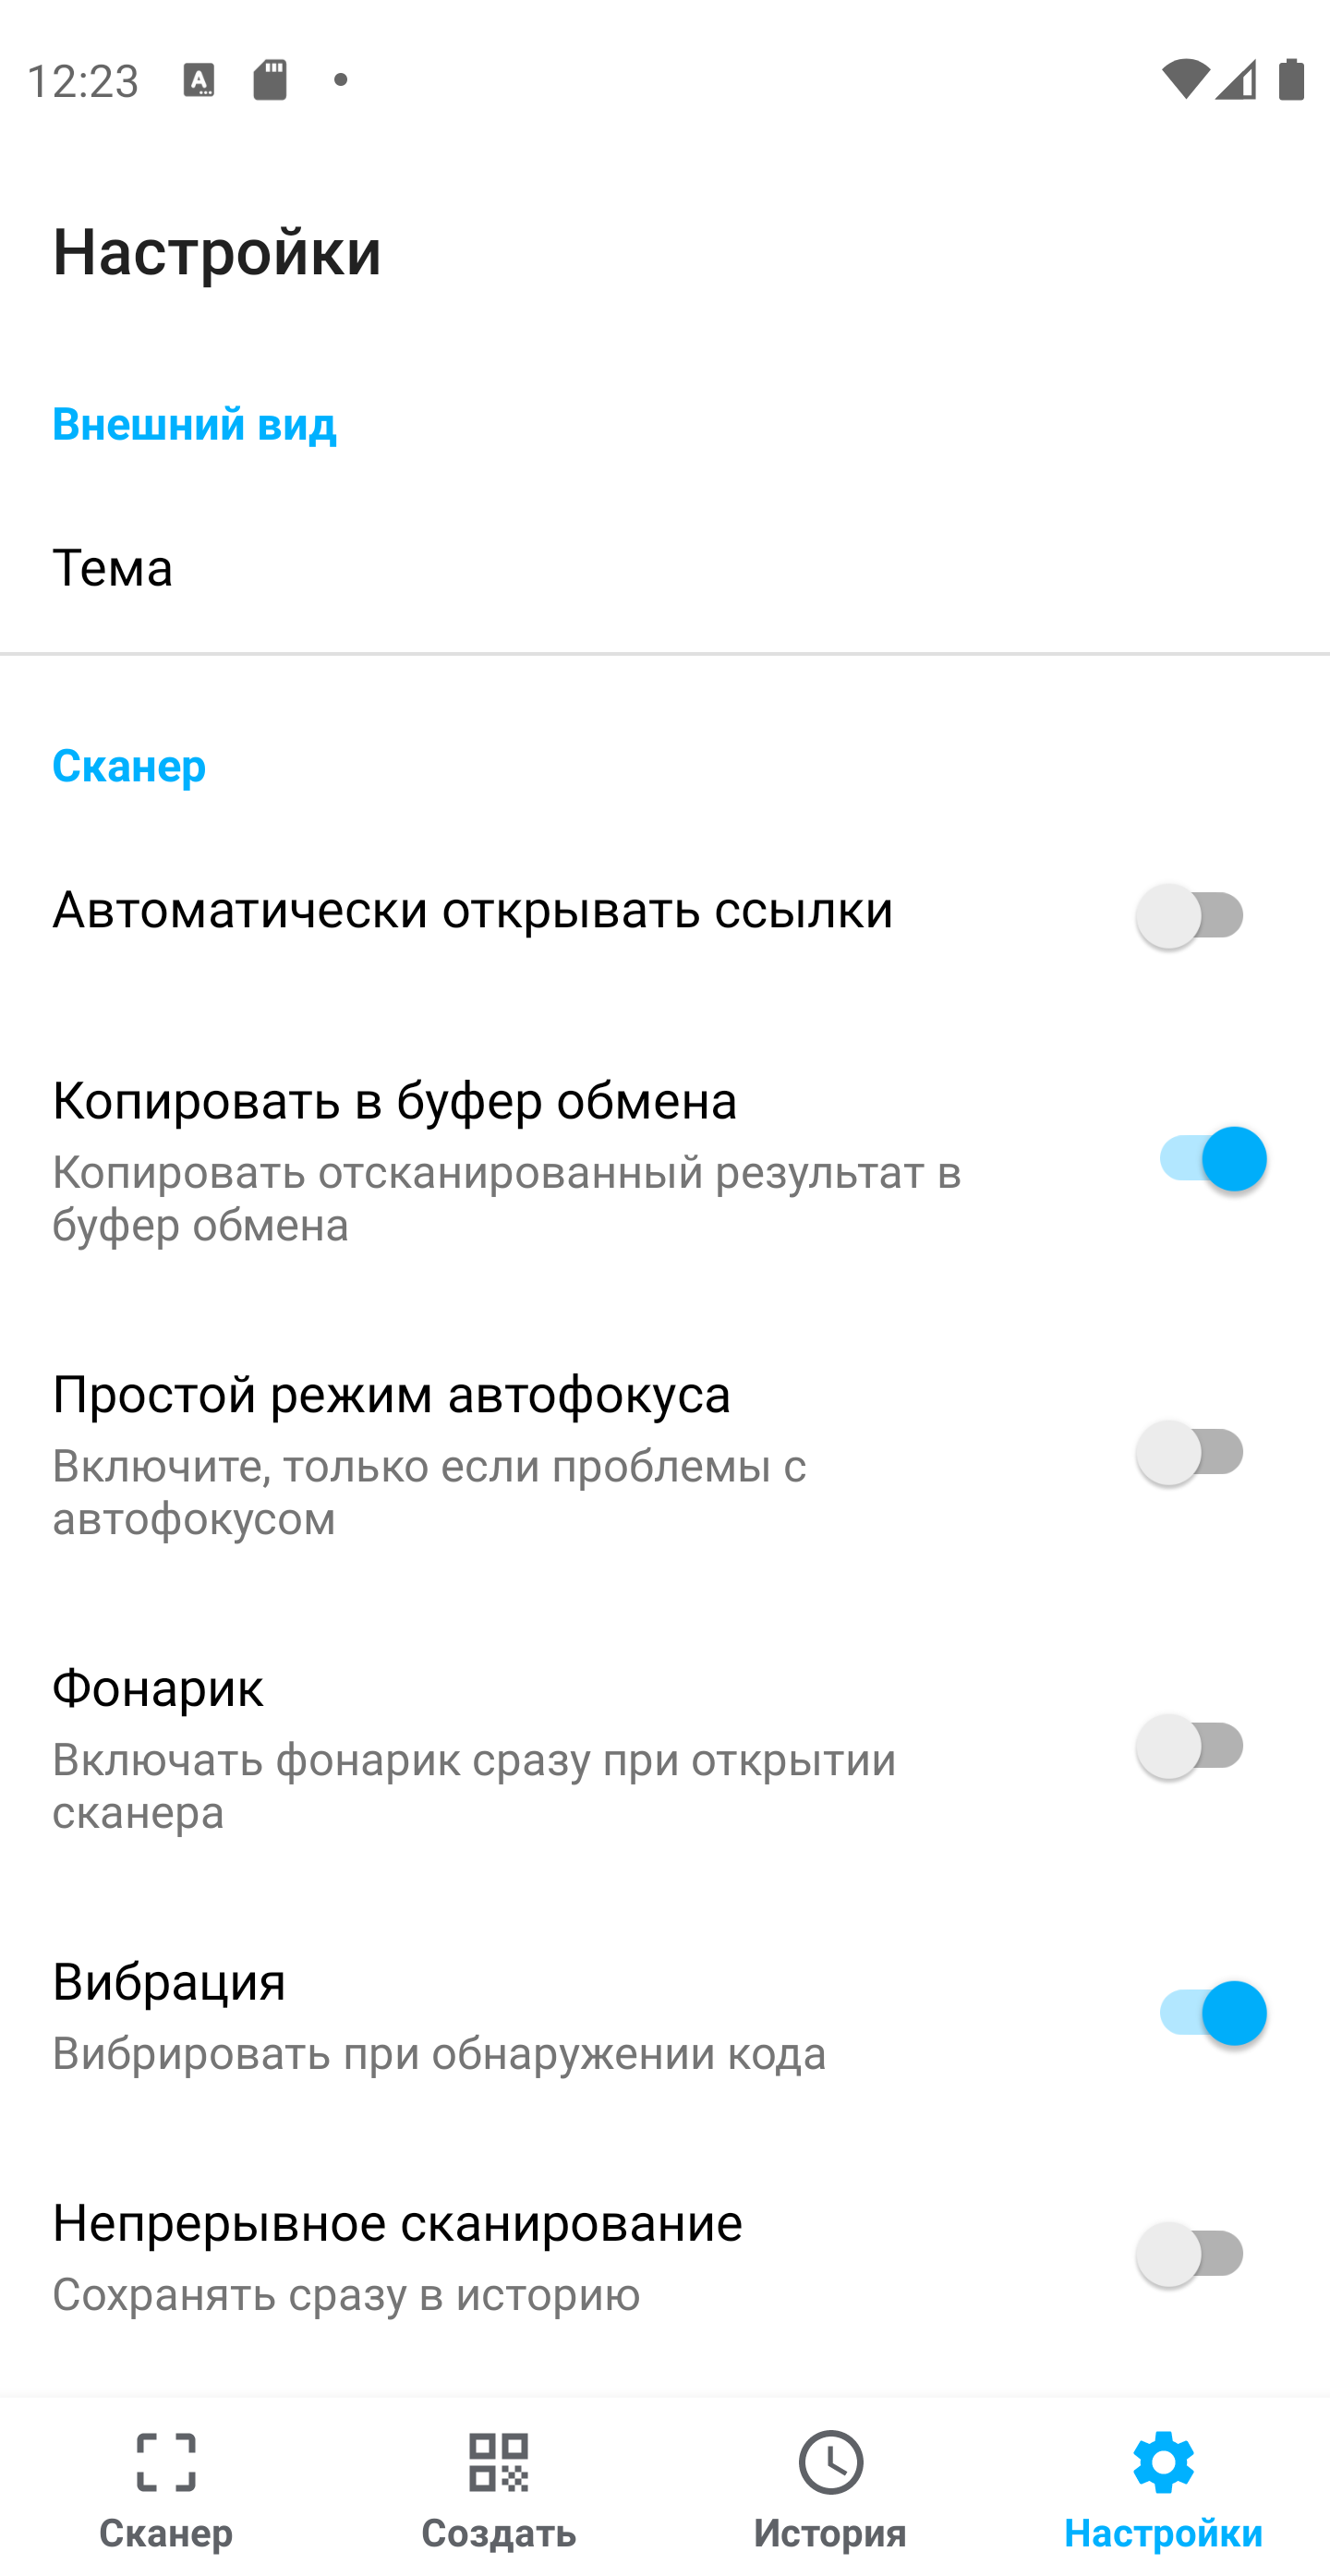 12:23
Настройки
Внешний вид
Тема
Сканер
Автоматически открывать ссылки
Копировать в буфер обмена
Копировать отсканированный результат в
буфер обмена
Простой режим автофокуса
Включите, только если проблемы с
автофокусом
Фонарик
Включать фонарик сразу при открытии
сканера
Вибрация
Вибрировать при обнаружении кода
Непрерывное сканирование
Сохранять сразу в историю
Сканер
Создать
История
Настройки